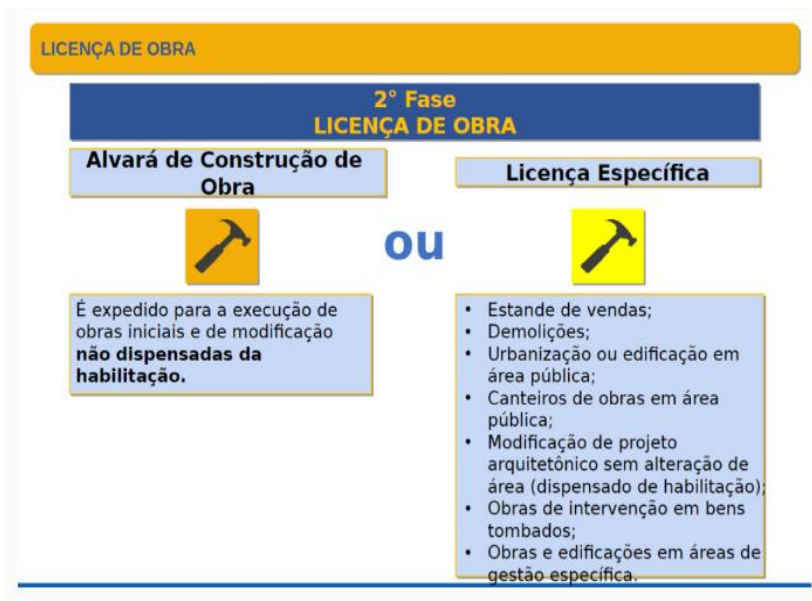 LICENÇA DE OBRA
2° Fase
LICENÇA DE OBRA
Alvará de Construção de
Obra
ou
Licença Específica
É expedido para a execução de
obras iniciais e de modificação
não dispensadas da
habilitação.
• Estande de vendas;
• Demolições;
• Urbanização ou edificação em
área pública;
• Canteiros de obras em área
pública;
• Modificação de projeto
arquitetônico sem alteração de
área (dispensado de habilitação);
• Obras de intervenção em bens
tombados;
• Obras e edificações em áreas de
gestão específica.